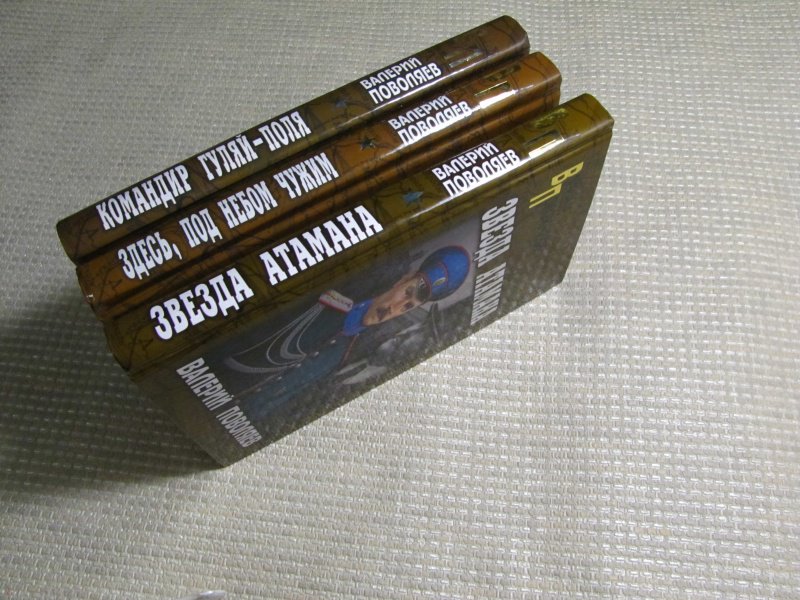 КОМАНДИР ГУЛЯЙ-ПОЛЯ
ВАЛЕРИЙ
ПОВОЛЯЕВ
ЗДЕСЬ, ПОД НЕБОМ ЧУЖИМ
ВАЛЕРИЙ
ПОВОЛЯЕВ
ЗВЕЗДА АТАМАНА
ВАЛЕРИЙ
ПОВОЛЯЕВ
ВП
ЗВЕЗДА АТАМАНА
ВАЛЕРИЙ ПОВОЛЯЕВ